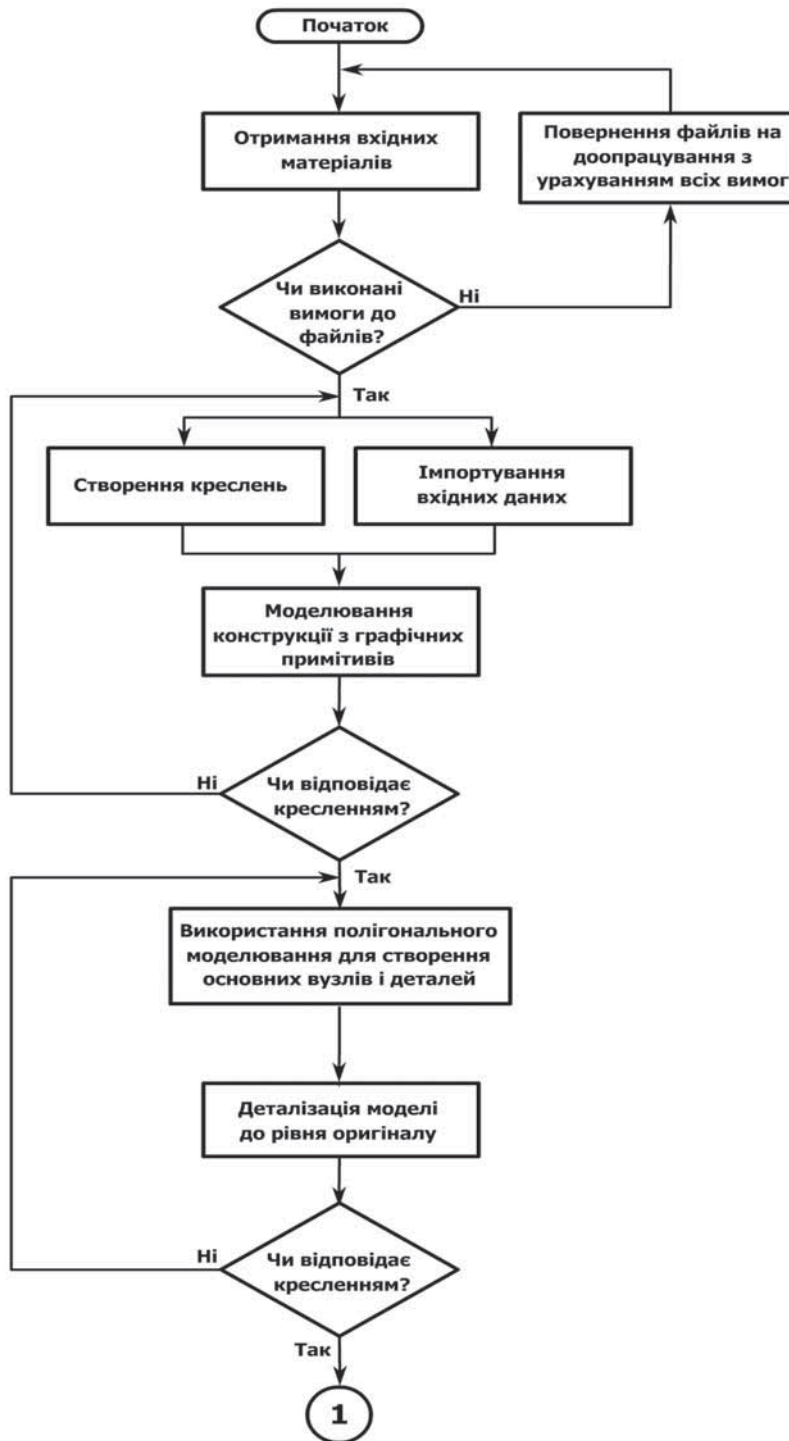 Початок
Отримання вхідних
матеріалів
Повернення файлів на
доопрацування з
урахуванням всіх вимог
Чи виконані
вимоги до
файлів?
Ні
Так
Створення креслень
Імпортування
вхідних даних
Моделювання
конструкції з графічних
примітивів
Чи відповідає
кресленням?
Ні
Так
Використання полігонального
моделювання для створення
основних вузлів і деталей
Деталізація моделі
до рівня оригіналу
Чи відповідає
кресленням?
Ні
Так
1